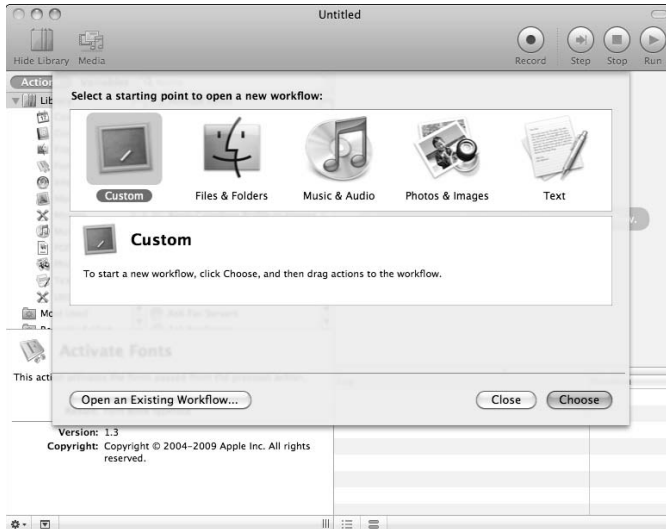 Untitled
Hide Library Media
Record Step Stop Run
Action
Select a starting point to open a new workflow:
Custom Files & Folders Music & Audio Photos & Images Text
Custom
To start a new workflow, click Choose, and then drag actions to the workflow.
Activate Fonts
This acti
Open an Existing Workflow... Close Choose
Version: 1.3
Copyright: Copyright © 2004-2009 Apple Inc. All rights
reserved.